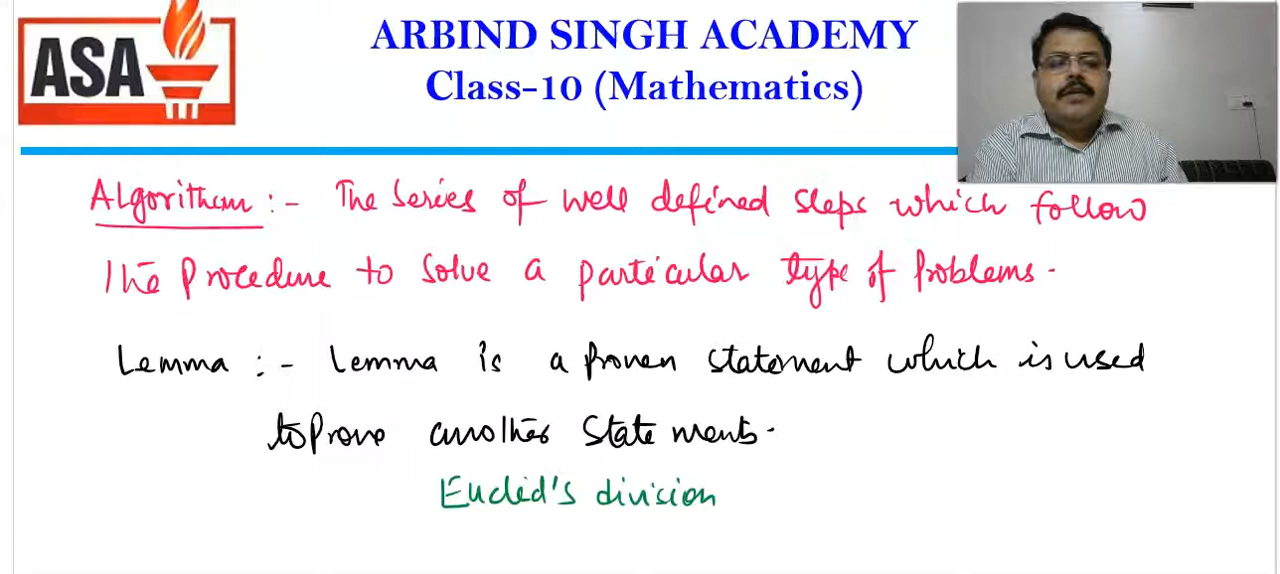 ASA
ARBIND SINGH ACADEMY
Class-10 (Mathematics)
Algorithm :- The Series of well defined steps which follow
the Procedure to solve a particular type of Problems.
Lemma :- Lemma is a proven statement which is used
to Prove another statements.
Euclid's division